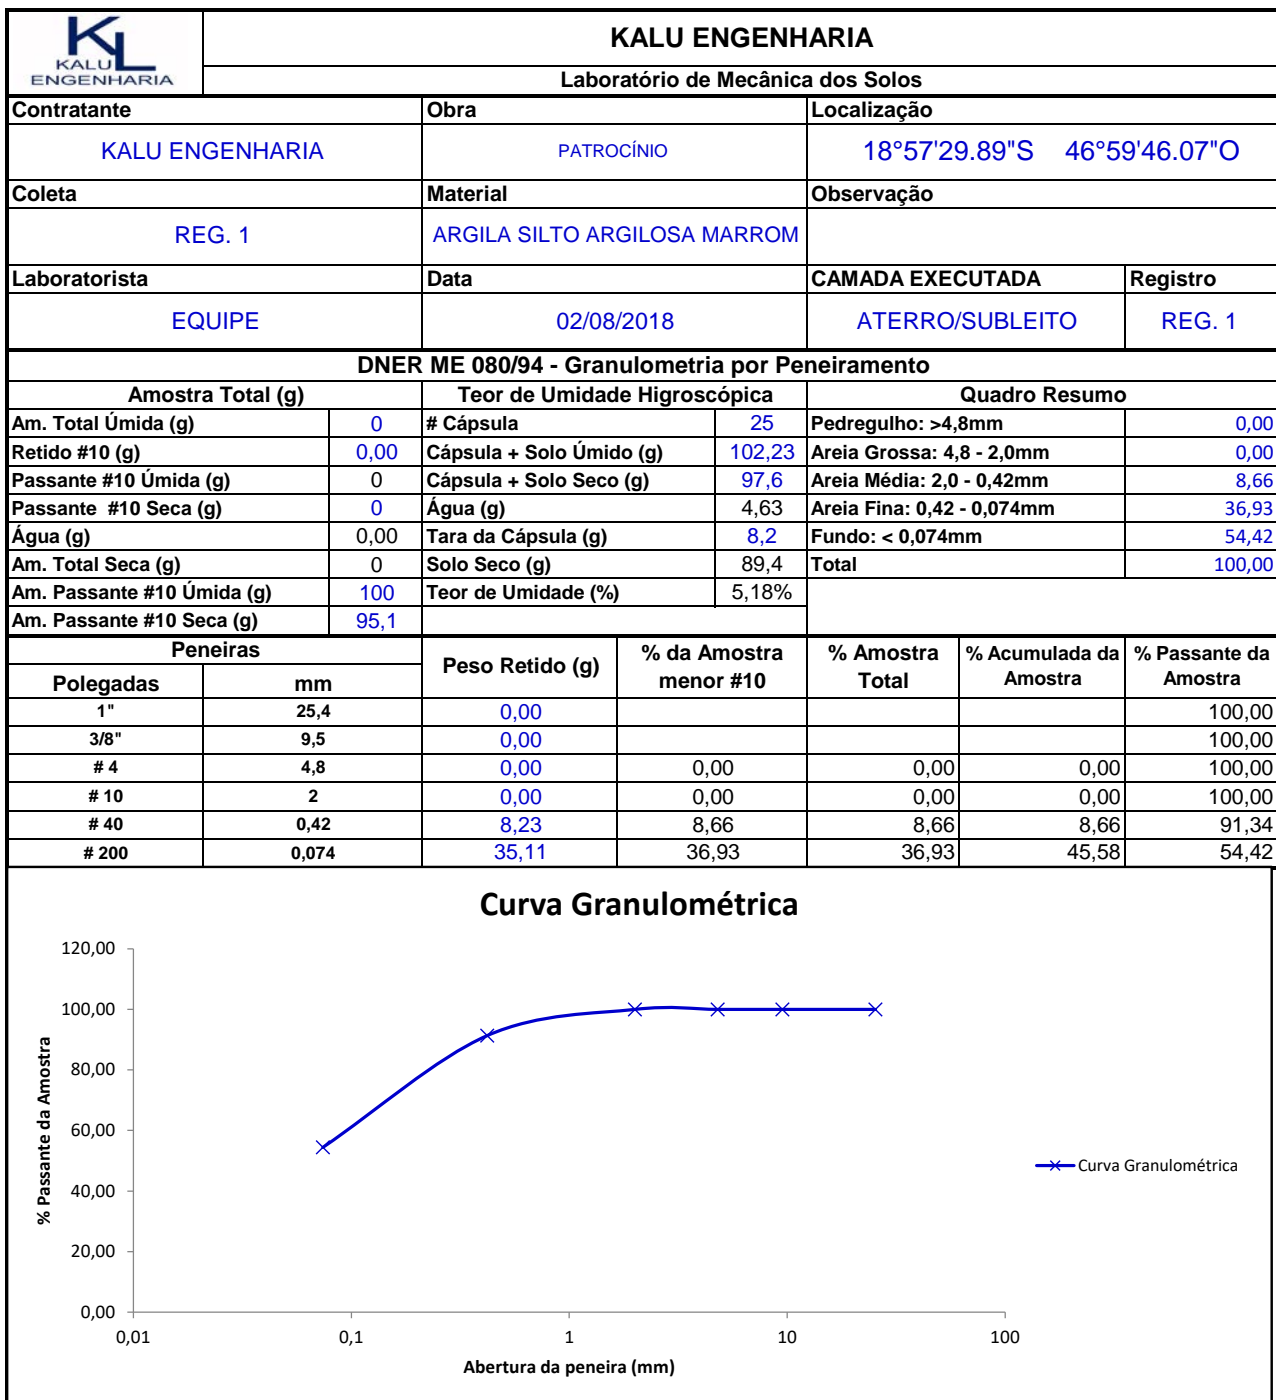 KL
KALU
ENGENHARIA
KALU ENGENHARIA
Laboratório de Mecânica dos Solos
Contratante Obra Localização
KALU ENGENHARIA PATROCÍNIO 18°57'29.89"S 46°59'46.07"O
Coleta Material Observação
REG. 1 ARGILA SILTO ARGILOSA MARROM
Laboratorista Data CAMADA EXECUTADA Registro
EQUIPE 02/08/2018 ATERRO/SUBLEITO REG. 1
DNER ME 080/94 - Granulometria por Peneiramento
Amostra Total (g) Teor de Umidade Higroscópica Quadro Resumo
Am. Total Úmida (g) 0 # Cápsula 25 Pedregulho: >4,8mm 0,00
Retido #10 (g) 0,00 Cápsula + Solo Úmido (g) 102,23 Areia Grossa: 4,8 - 2,0mm 0,00
Passante #10 Úmida (g) 0 Cápsula + Solo Seco (g) 97,6 Areia Média: 2,0 - 0,42mm 8,66
Passante #10 Seca (g) 0 Água (g) 4,63 Areia Fina: 0,42 - 0,074mm 36,93
Água (g) 0,00 Tara da Cápsula (g) 8,2 Fundo: < 0,074mm 54,42
Am. Total Seca (g) 0 Solo Seco (g) 89,4 Total 100,00
Am. Passante #10 Úmida (g) 100 Teor de Umidade (%) 5,18%
Am. Passante #10 Seca (g) 95,1
Peneiras Peso Retido (g) % da Amostra menor #10 % Amostra Total % Acumulada da Amostra % Passante da Amostra
Polegadas mm
1" 25,4 0,00 100,00
3/8" 9,5 0,00 100,00
# 4 4,8 0,00 0,00 0,00 0,00 100,00
# 10 2 0,00 0,00 0,00 0,00 100,00
# 40 0,42 8,23 8,66 8,66 8,66 91,34
# 200 0,074 35,11 36,93 36,93 45,58 54,42
Curva Granulométrica
120,00
100,00
80,00
60,00
40,00
20,00
0,00
% Passante da Amostra
0,01 0,1 1 10 100
Abertura da peneira (mm)
Curva Granulométrica